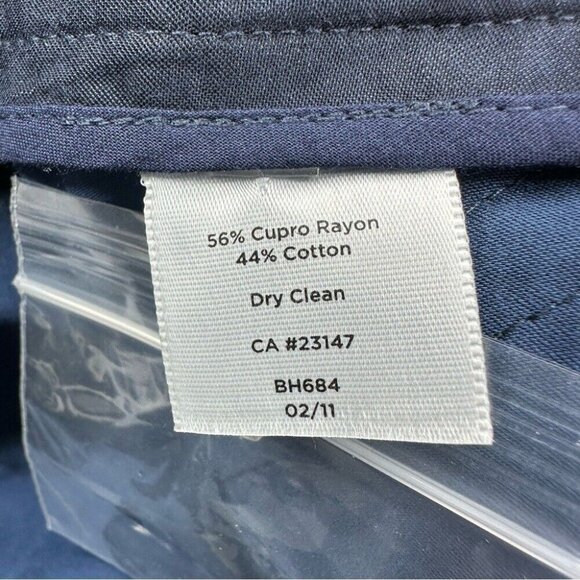 56% Cupro Rayon
44% Cotton
Dry Clean
CA #23147
BH684
02/11